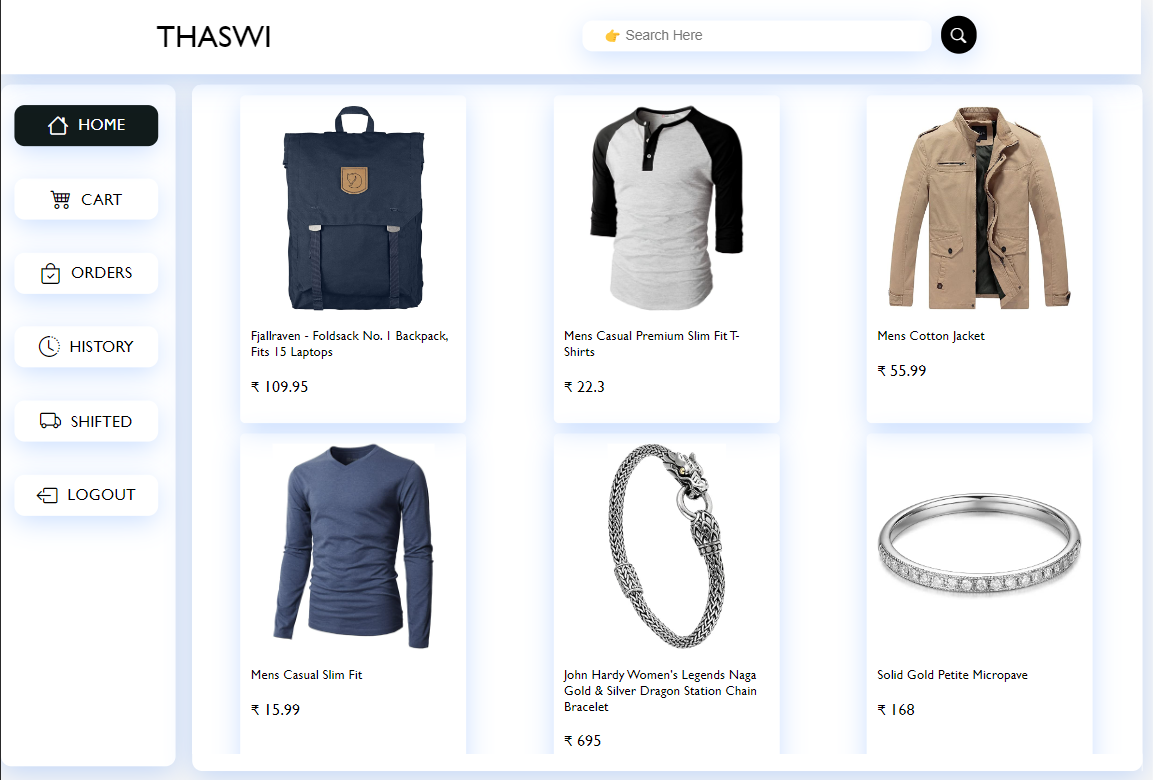 THASWI
👉 Search Here
HOME
CART
ORDERS
HISTORY
SHIFTED
LOGOUT
Fjallraven - Foldsack No. 1 Backpack,
Fits 15 Laptops
₹ 109.95
Mens Casual Premium Slim Fit T-
Shirts
₹ 22.3
Mens Cotton Jacket
₹ 55.99
Mens Casual Slim Fit
₹ 15.99
John Hardy Women's Legends Naga
Gold & Silver Dragon Station Chain
Bracelet
₹ 695
Solid Gold Petite Micropave
₹ 168